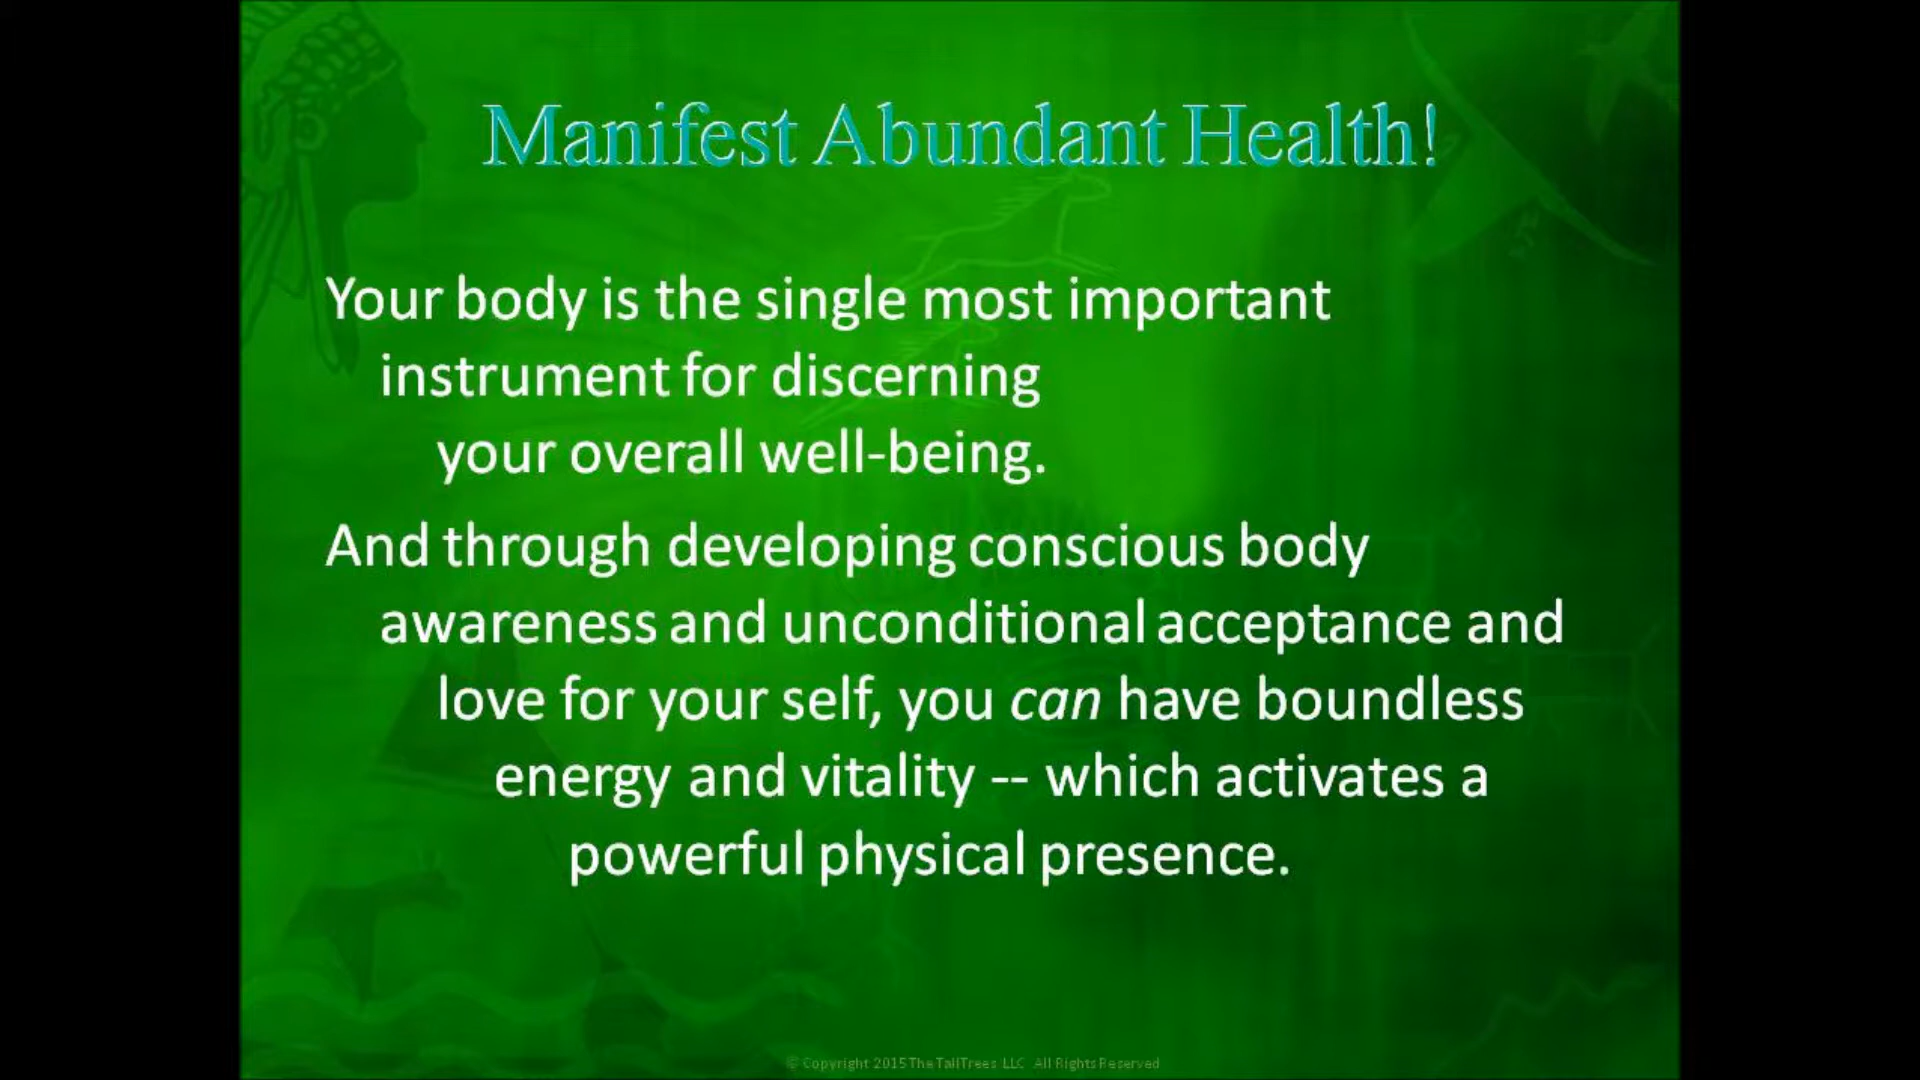 Manifest Abundant Health!
Your body is the single most important
instrument for discerning
your overall well-being.
And through developing conscious body
awareness and unconditional acceptance and
love for your self, you can have boundless
energy and vitality -- which activates a
powerful physical presence.
© Copyright 2015 The TallTrees LLC All Rights Reserved